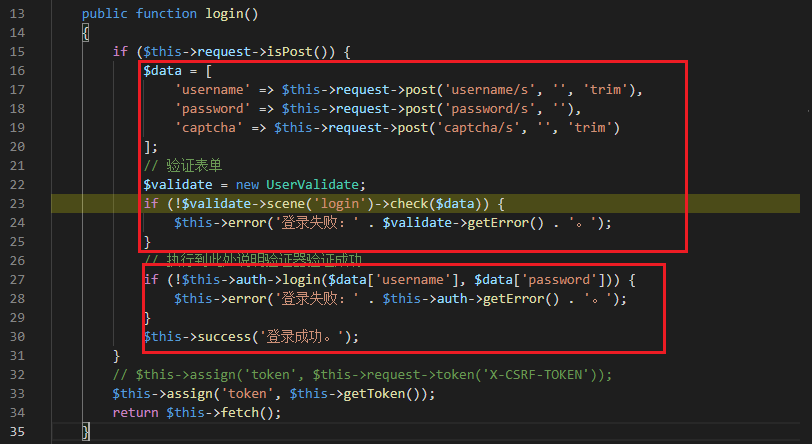 13 public function login()
14 {
15 if ($this->request->isPost()) {
16 $data = [
17 'username' => $this->request->post('username/s', '', 'trim'),
18 'password' => $this->request->post('password/s', ''),
19 'captcha' => $this->request->post('captcha/s', '', 'trim')
20 ];
21 // 验证表单
22 $validate = new UserValidate;
23 if (!$validate->scene('login')->check($data)) {
24 $this->error('登录失败：' . $validate->getError() . '。');
25 }
26 // 执行到此处说明验证器验证成功
27 if (!$this->auth->login($data['username'], $data['password'])) {
28 $this->error('登录失败：' . $this->auth->getError() . '。');
29 }
30 $this->success('登录成功。');
31 }
32 // $this->assign('token', $this->request->token('X-CSRF-TOKEN'));
33 $this->assign('token', $this->getToken());
34 return $this->fetch();
35 }